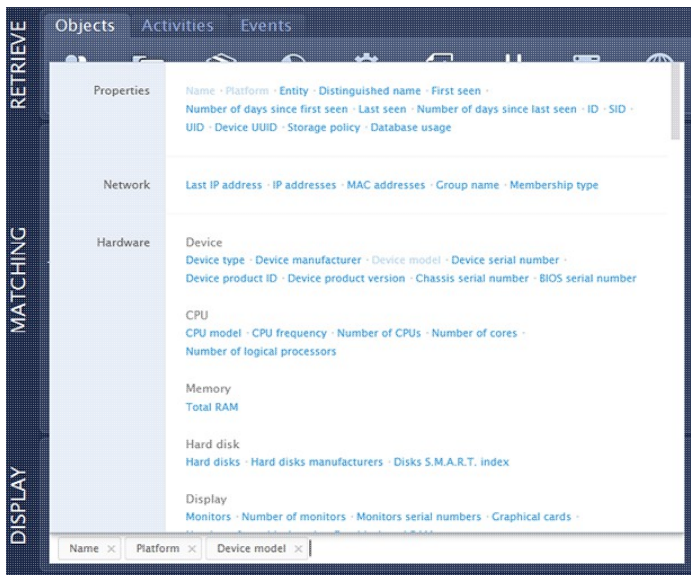 RETRIEVE
Objects Activities Events
Properties
Name · Platform · Entity · Distinguished name · First seen ·
Number of days since first seen · Last seen · Number of days since last seen · ID · SID ·
UID · Device UUID · Storage policy · Database usage
Network
Last IP address · IP addresses · MAC addresses · Group name · Membership type
MATCHING
Hardware
Device
Device type · Device manufacturer · Device model · Device serial number ·
Device product ID · Device product version · Chassis serial number · BIOS serial number
CPU
CPU model · CPU frequency · Number of CPUs · Number of cores ·
Number of logical processors
Memory
Total RAM
Hard disk
Hard disks · Hard disks manufacturers · Disks S.M.A.R.T. index
DISPLAY
Display
Monitors · Number of monitors · Monitors serial numbers · Graphical cards ·
Name × Platform × Device model ×